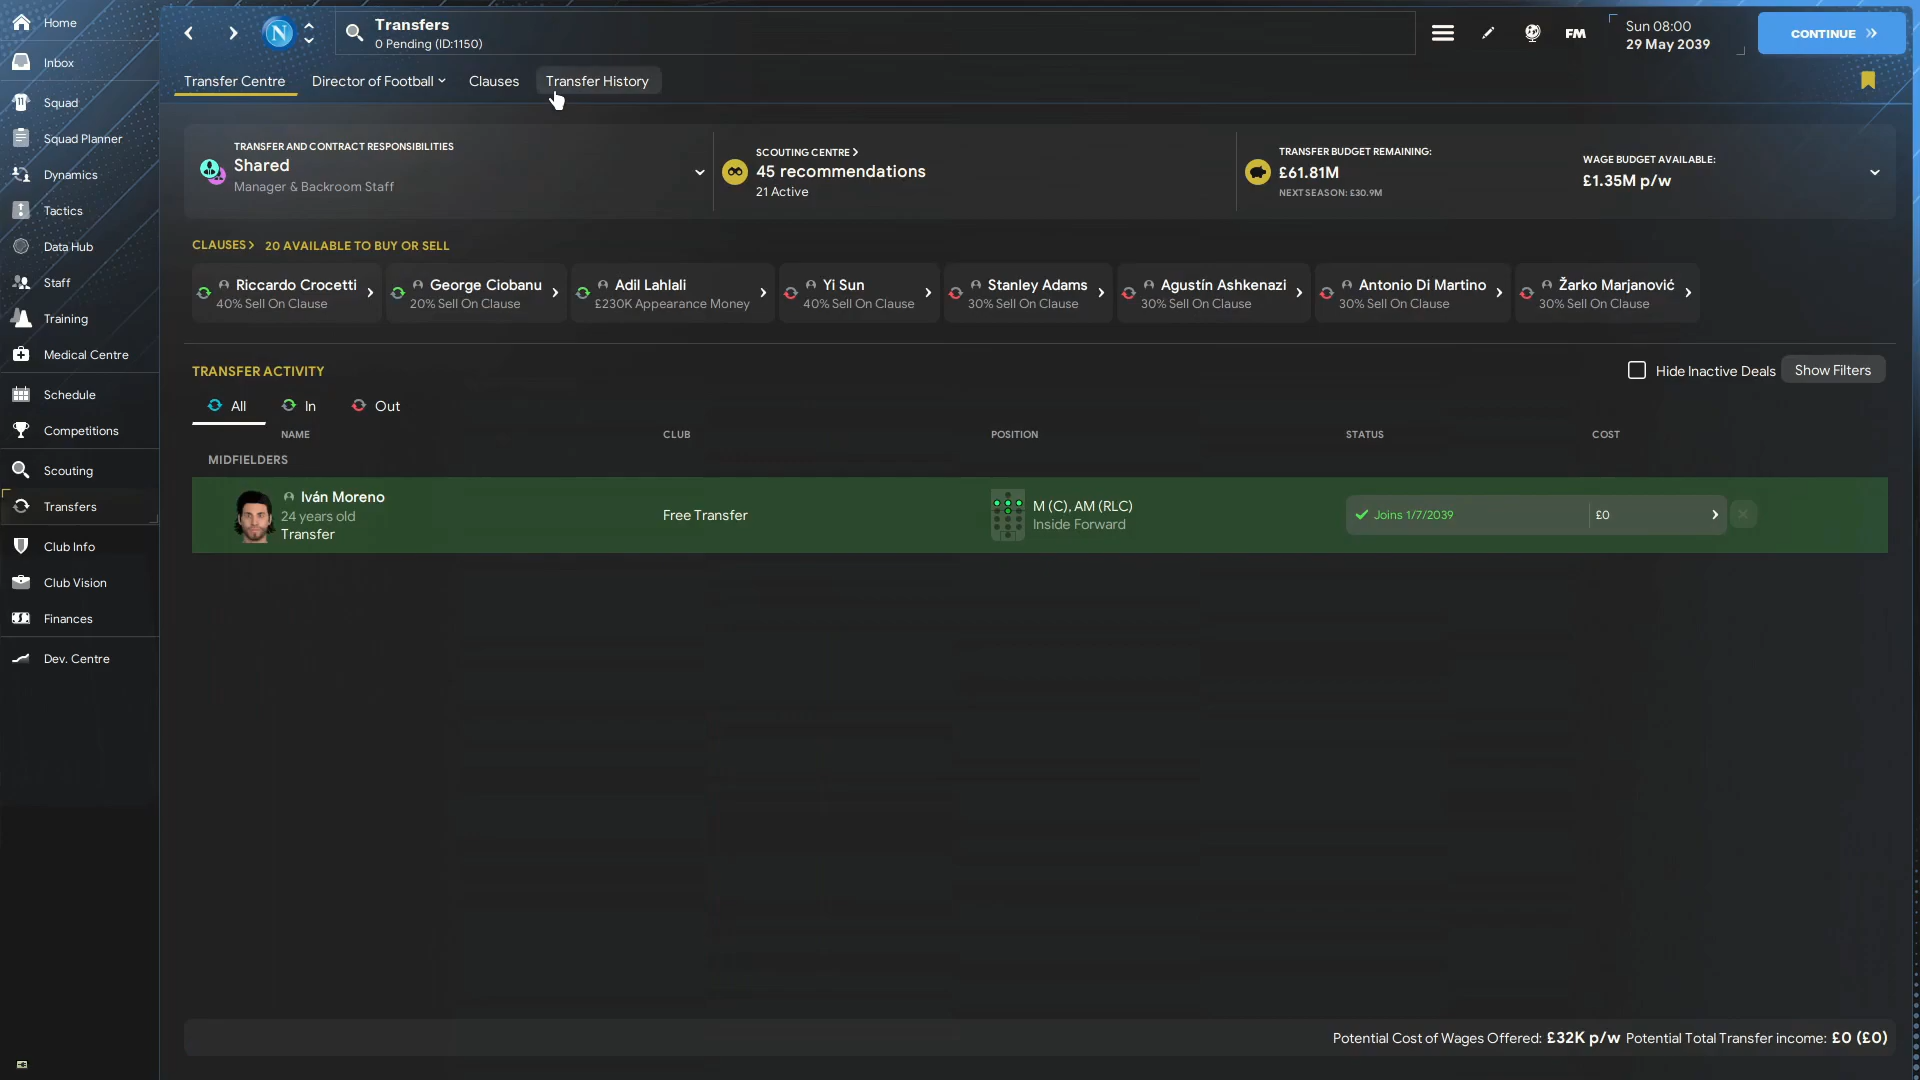 Home
Inbox
Squad
Squad Planner
Dynamics
Tactics
Data Hub
Staff
Training
Medical Centre
Schedule
Competitions
Scouting
Transfers
Club Info
Club Vision
Finances
Dev. Centre
N
Transfers
0 Pending (ID:1150)
FM
Sun 08:00
29 May 2039
CONTINUE
Transfer Centre
Director of Football
Clauses
Transfer History
TRANSFER AND CONTRACT RESPONSIBILITIES
Shared
Manager & Backroom Staff
SCOUTING CENTRE >
45 recommendations
21 Active
TRANSFER BUDGET REMAINING:
£61.81M
NEXT SEASON: £30.9M
WAGE BUDGET AVAILABLE:
£1.35M p/w
CLAUSES > 20 AVAILABLE TO BUY OR SELL
Riccardo Crocetti
40% Sell On Clause
George Ciobanu
20% Sell On Clause
Adil Lahlali
£230K Appearance Money
Yi Sun
40% Sell On Clause
Stanley Adams
30% Sell On Clause
Agustín Ashkenazi
30% Sell On Clause
Antonio Di Martino
30% Sell On Clause
Žarko Marjanović
30% Sell On Clause
TRANSFER ACTIVITY
Hide Inactive Deals
Show Filters
All
In
Out
NAME CLUB POSITION STATUS COST
MIDFIELDERS
Iván Moreno
24 years old
Transfer
Free Transfer
M (C), AM (RLC)
Inside Forward
Joins 1/7/2039
£0
Potential Cost of Wages Offered: £32K p/w Potential Total Transfer income: £0 (£0)